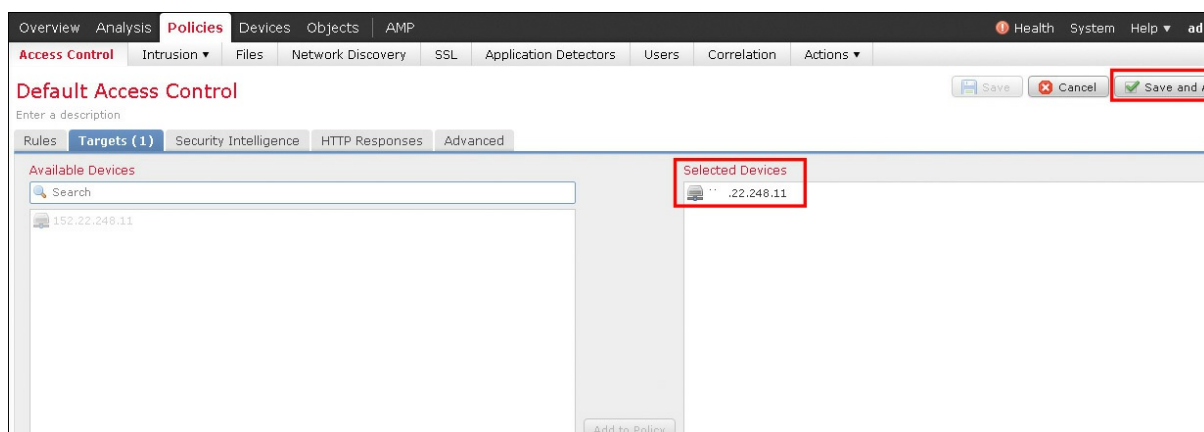 Overview Analysis Policies Devices Objects AMP Health System Help ▾ ad
Access Control Intrusion ▾ Files Network Discovery SSL Application Detectors Users Correlation Actions ▾
Default Access Control Save Cancel Save and A
Enter a description
Rules Targets (1) Security Intelligence HTTP Responses Advanced
Available Devices Selected Devices
Search .22.248.11
152.22.248.11
Add to Policy